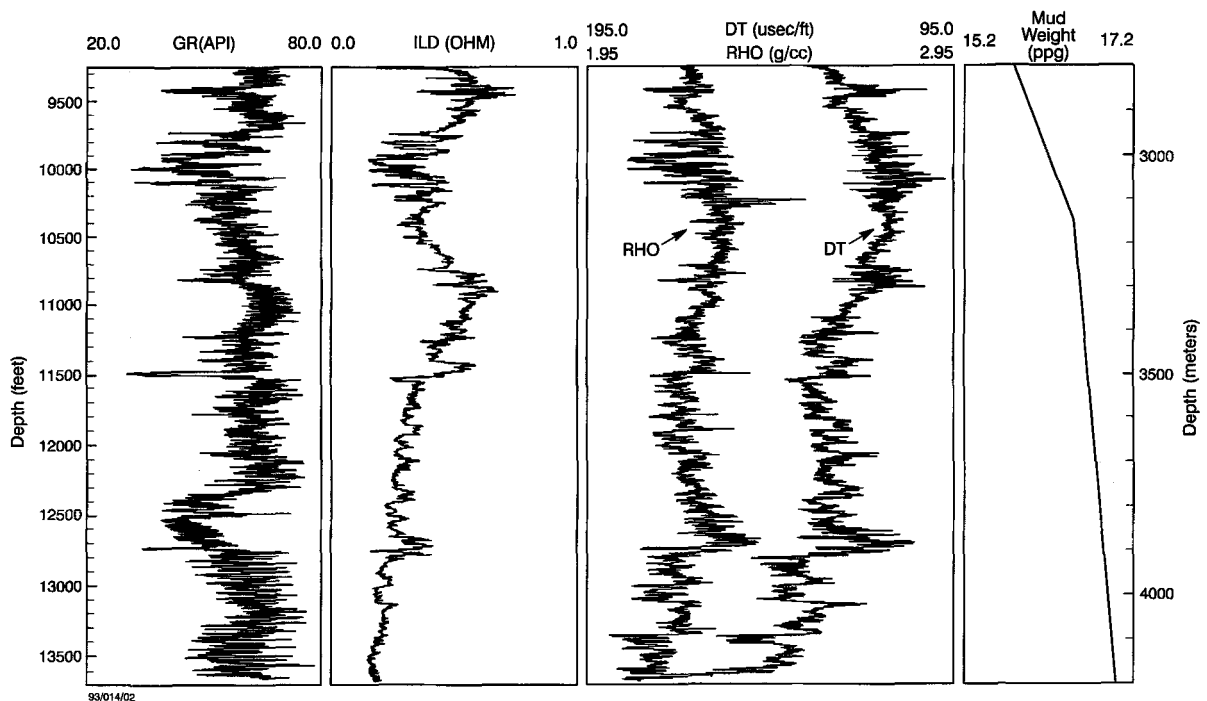 20.0 GR(API) 80.0
0.0 ILD (OHM) 1.0
195.0 DT (usec/ft) 95.0
1.95 RHO (g/cc) 2.95
Mud
Weight
15.2 (ppg) 17.2
Depth (feet)
9500
10000
10500
11000
11500
12000
12500
13000
13500
RHO
DT
3000
3500
4000
Depth (meters)
93/014/02